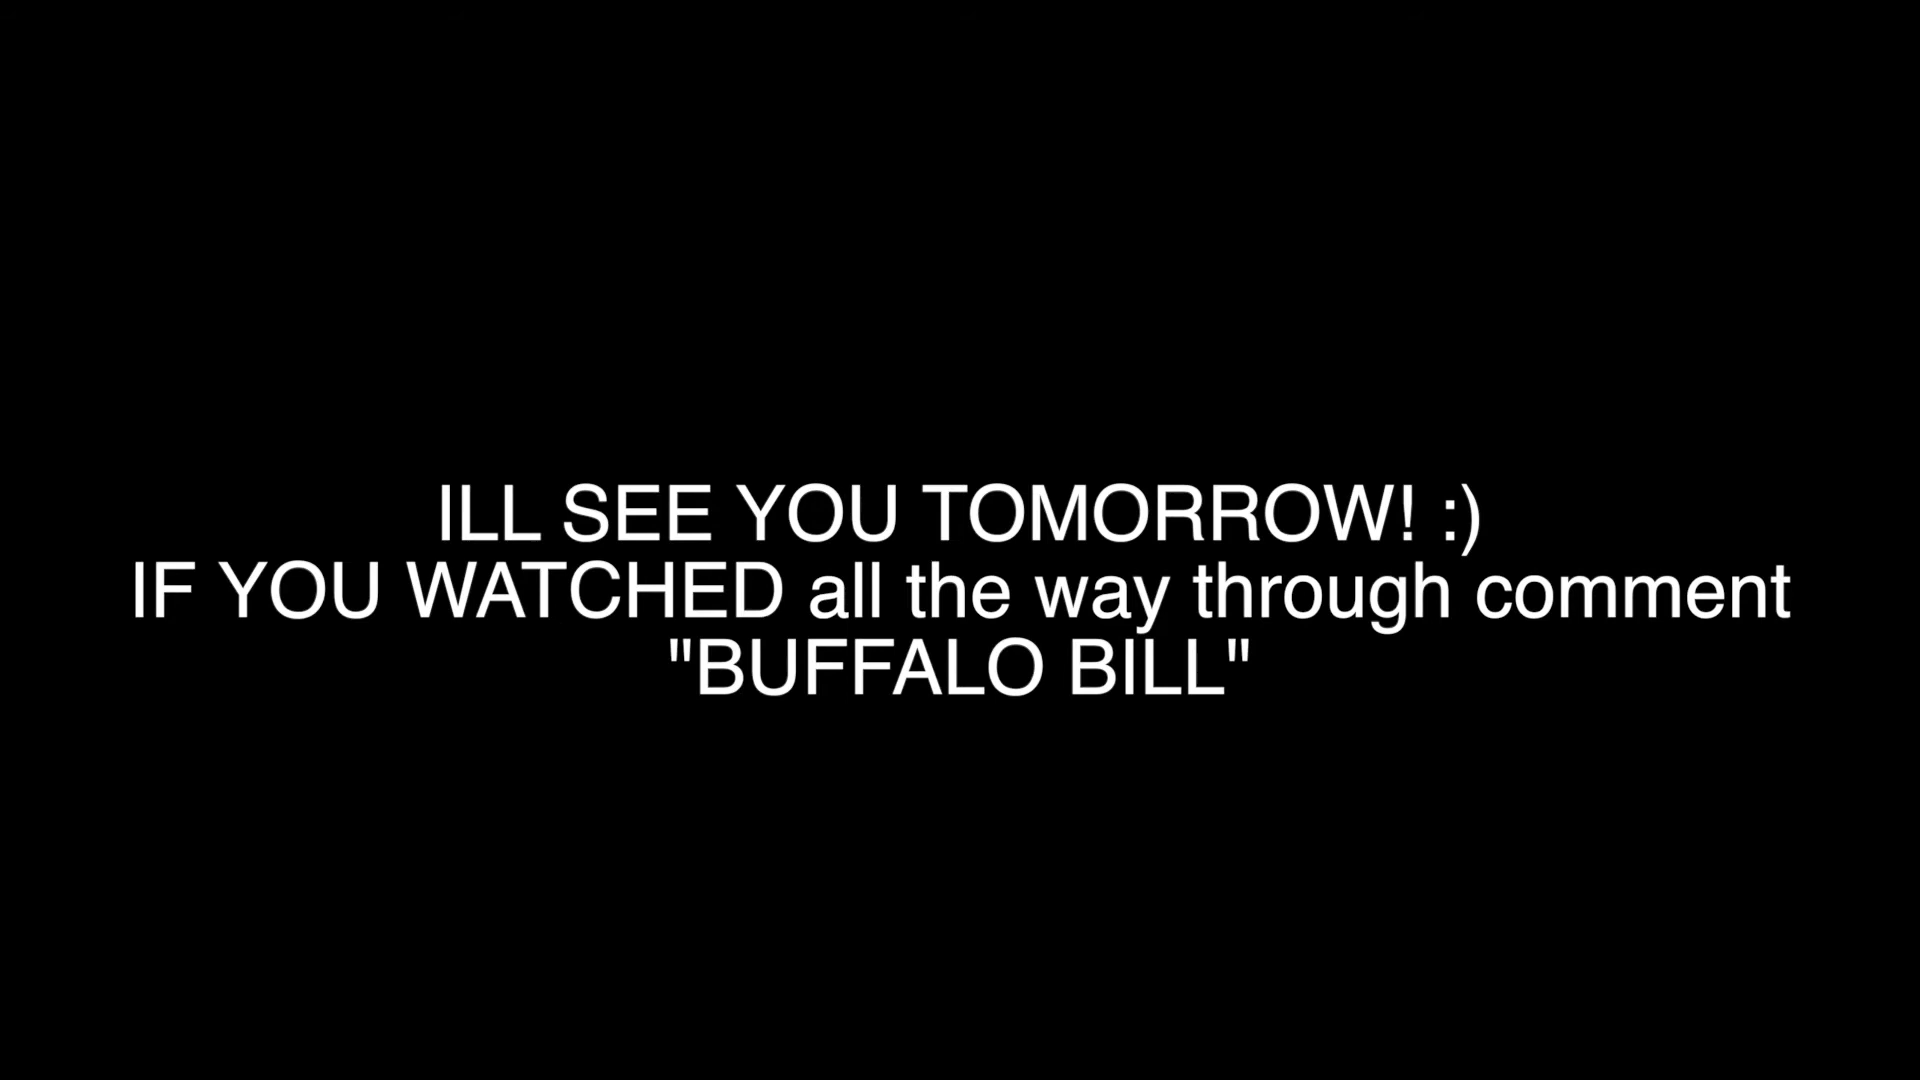 ILL SEE YOU TOMORROW! :)
IF YOU WATCHED all the way through comment
"BUFFALO BILL"